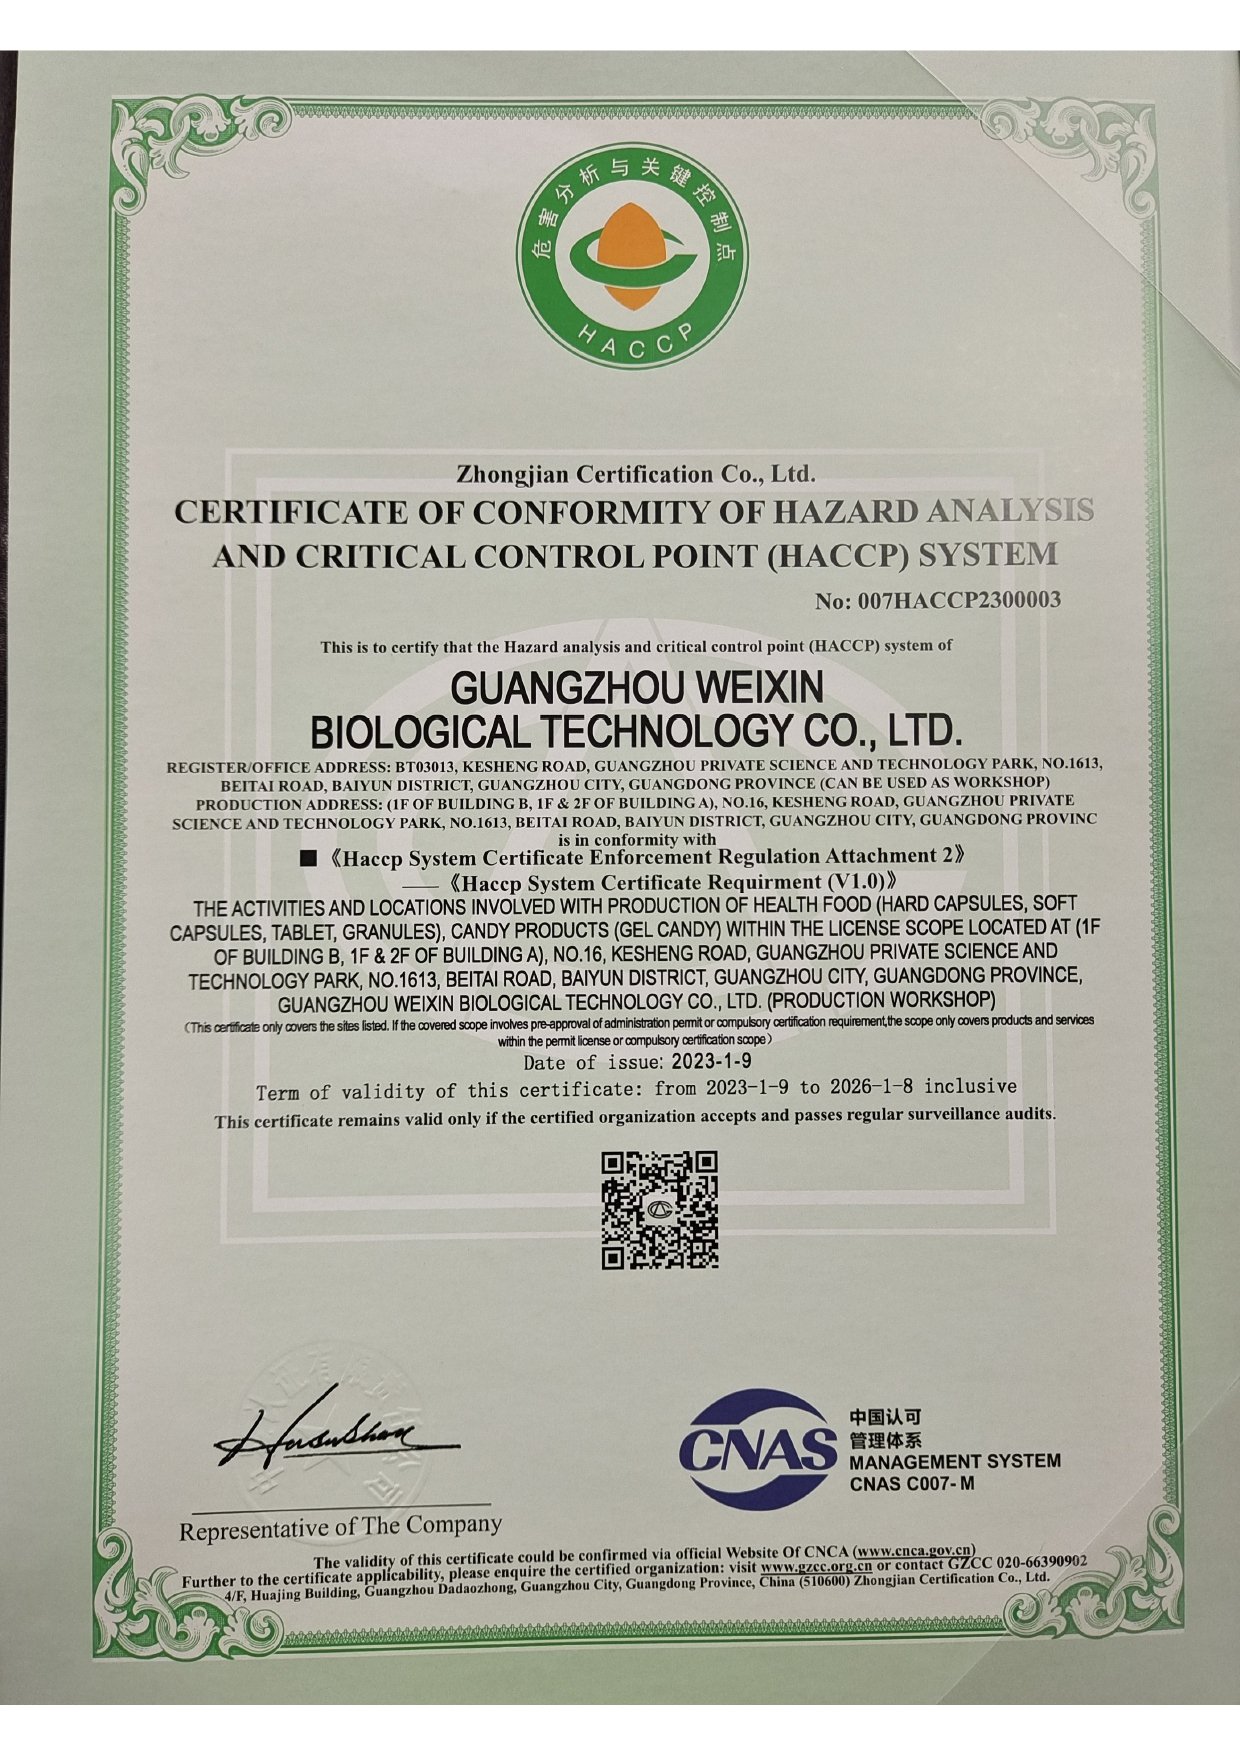 危害分析与关键控制点
HACCP
Zhongjian Certification Co., Ltd.
CERTIFICATE OF CONFORMITY OF HAZARD ANALYSIS
AND CRITICAL CONTROL POINT (HACCP) SYSTEM
No: 007HACCP2300003
This is to certify that the Hazard analysis and critical control point (HACCP) system of
GUANGZHOU WEIXIN
BIOLOGICAL TECHNOLOGY CO., LTD.
REGISTER/OFFICE ADDRESS: BT03013, KESHENG ROAD, GUANGZHOU PRIVATE SCIENCE AND TECHNOLOGY PARK, NO.1613,
BEITAI ROAD, BAIYUN DISTRICT, GUANGZHOU CITY, GUANGDONG PROVINCE (CAN BE USED AS WORKSHOP)
PRODUCTION ADDRESS: (1F OF BUILDING B, 1F & 2F OF BUILDING A), NO.16, KESHENG ROAD, GUANGZHOU PRIVATE
SCIENCE AND TECHNOLOGY PARK, NO.1613, BEITAI ROAD, BAIYUN DISTRICT, GUANGZHOU CITY, GUANGDONG PROVINC
is in conformity with
■《Haccp System Certificate Enforcement Regulation Attachment 2》
——《Haccp System Certificate Requirment (V1.0)》
THE ACTIVITIES AND LOCATIONS INVOLVED WITH PRODUCTION OF HEALTH FOOD (HARD CAPSULES, SOFT
CAPSULES, TABLET, GRANULES), CANDY PRODUCTS (GEL CANDY) WITHIN THE LICENSE SCOPE LOCATED AT (1F
OF BUILDING B, 1F & 2F OF BUILDING A), NO.16, KESHENG ROAD, GUANGZHOU PRIVATE SCIENCE AND
TECHNOLOGY PARK, NO.1613, BEITAI ROAD, BAIYUN DISTRICT, GUANGZHOU CITY, GUANGDONG PROVINCE,
GUANGZHOU WEIXIN BIOLOGICAL TECHNOLOGY CO., LTD. (PRODUCTION WORKSHOP)
(This certificate only covers the sites listed. If the covered scope involves pre-approval of administration permit or compulsory certification requirement,the scope only covers products and services
within the permit license or compulsory certification scope)
Date of issue: 2023-1-9
Term of validity of this certificate: from 2023-1-9 to 2026-1-8 inclusive
This certificate remains valid only if the certified organization accepts and passes regular surveillance audits.
CNAS
中国认可
管理体系
MANAGEMENT SYSTEM
CNAS C007-M
Representative of The Company
The validity of this certificate could be confirmed via official Website Of CNCA (www.cnca.gov.cn)
Further to the certificate applicability, please enquire the certified organization: visit www.gzcc.org.cn or contact GZCC 020-66390902
4/F, Huajing Building, Guangzhou Dadaozhong, Guangzhou City, Guangdong Province, China (510600) Zhongjian Certification Co., Ltd.